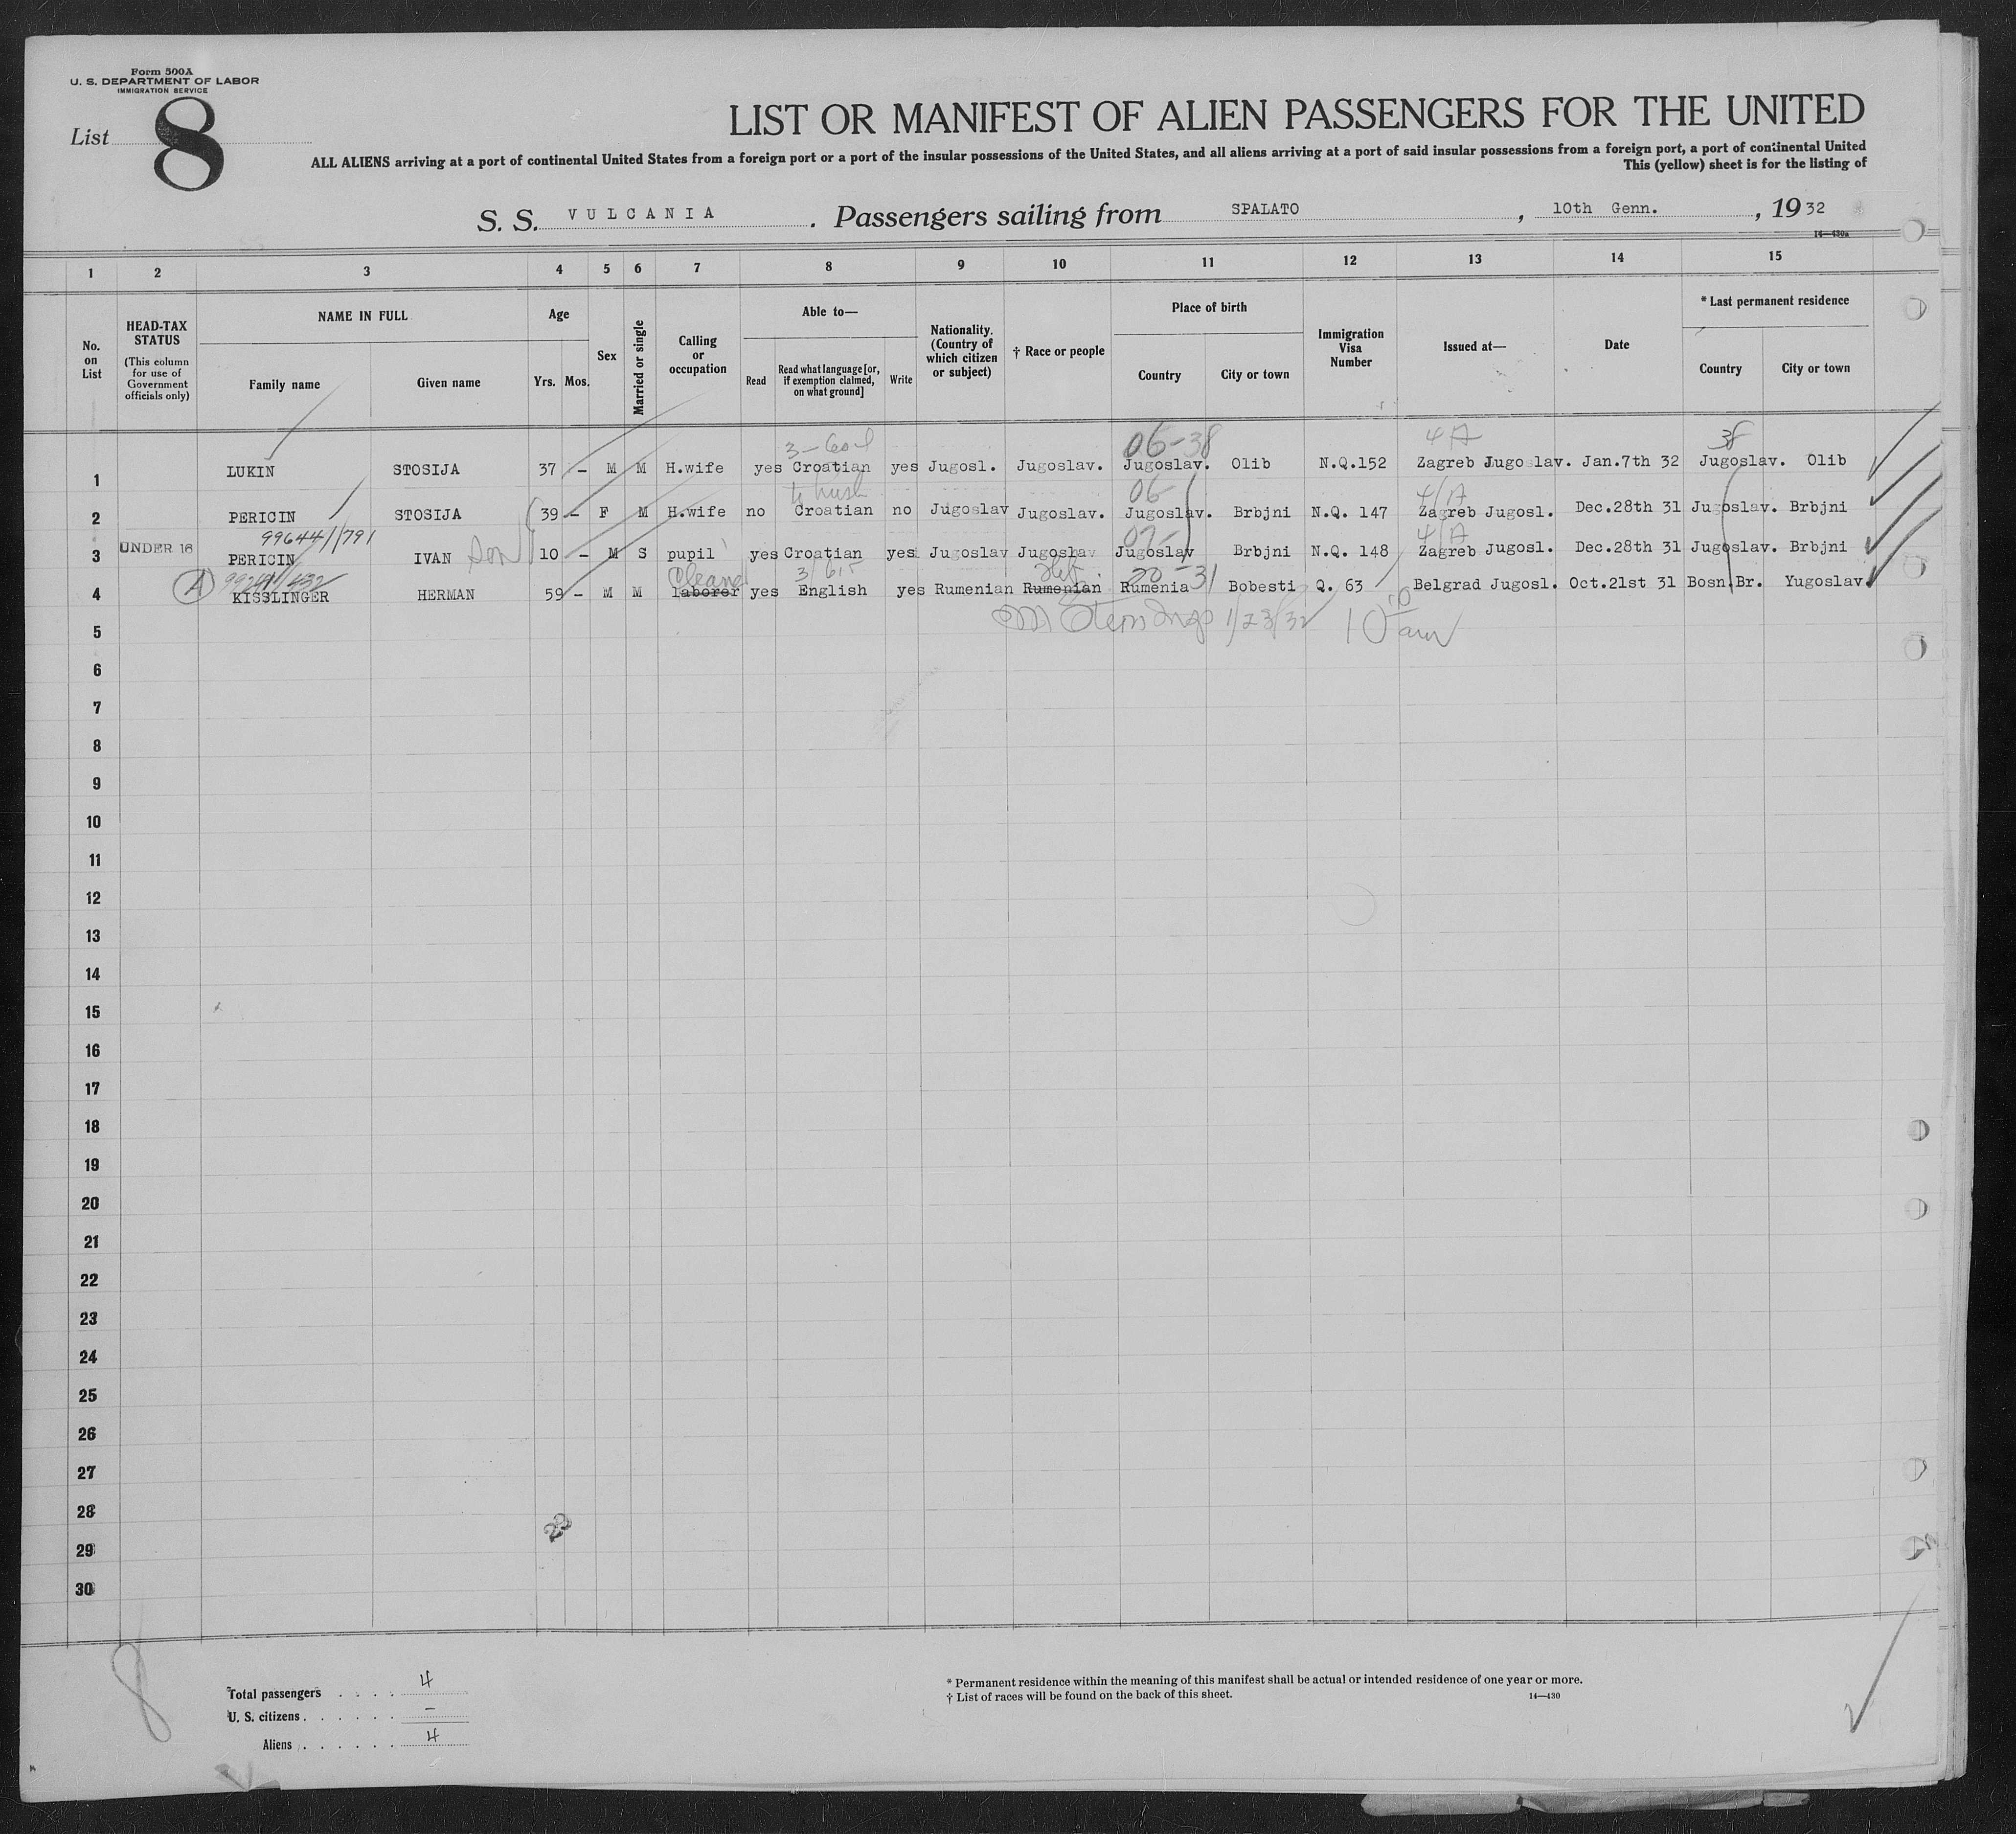 Form 500A
U. S. DEPARTMENT OF LABOR
IMMIGRATION SERVICE
List 8
LIST OR MANIFEST OF ALIEN PASSENGERS FOR THE UNITED
ALL ALIENS arriving at a port of continental United States from a foreign port or a port of the insular possessions of the United States, and all aliens arriving at a port of said insular possessions from a foreign port, a port of continental United
This (yellow) sheet is for the listing of
S. S. VULCANIA. Passengers sailing from SPALATO, 10th Genn., 1932
14—430a
1 2 3 4 5 6 7 8 9 10 11 12 13 14 15
No. on List
HEAD-TAX STATUS
(This column for use of Government officials only)
NAME IN FULL
Family name Given name
Age
Yrs. Mos.
Sex
Married or single
Calling or occupation
Able to—
Read Read what language [or, if exemption claimed, on what ground] Write
Nationality. (Country of which citizen or subject)
† Race or people
Place of birth
Country City or town
Immigration Visa Number
Issued at—
Date
* Last permanent residence
Country City or town
06-38 4 A 38
1 LUKIN STOSIJA 37 - M M H.wife yes Croatian yes Jugosl. Jugoslav. Jugoslav. Olib N.Q.152 Zagreb Jugoslav. Jan.7th 32 Jugoslav. Olib
06 4/A
2 PERICIN STOSIJA 39 - F M H.wife no Croatian no Jugoslav Jugoslav. Jugoslav. Brbjni N.Q. 147 Zagreb Jugosl. Dec.28th 31 Jugoslav. Brbjni
99644/791 4/A
3 UNDER 16 PERICIN IVAN son 10 - M S pupil yes Croatian yes Jugoslav Jugoslav Jugoslav Brbjni N.Q. 148 Zagreb Jugosl. Dec.28th 31 Jugoslav. Brbjni
A Cleaner 20-31
4 KISSLINGER HERMAN 59 - M M laborer yes English yes Rumenian Rumenian Rumenia Bobesti Q. 63 Belgrad Jugosl. Oct.21st 31 Bosn.Br. Yugoslav.
1/23/32 10
5
6
7
8
9
10
11
12
13
14
15
16
17
18
19
20
21
22
23
24
25
26
27
28
29
30
23
8
Total passengers . . . . 4
U. S. citizens . . . . . . -
Aliens . . . . . . 4
* Permanent residence within the meaning of this manifest shall be actual or intended residence of one year or more.
† List of races will be found on the back of this sheet.
14—430